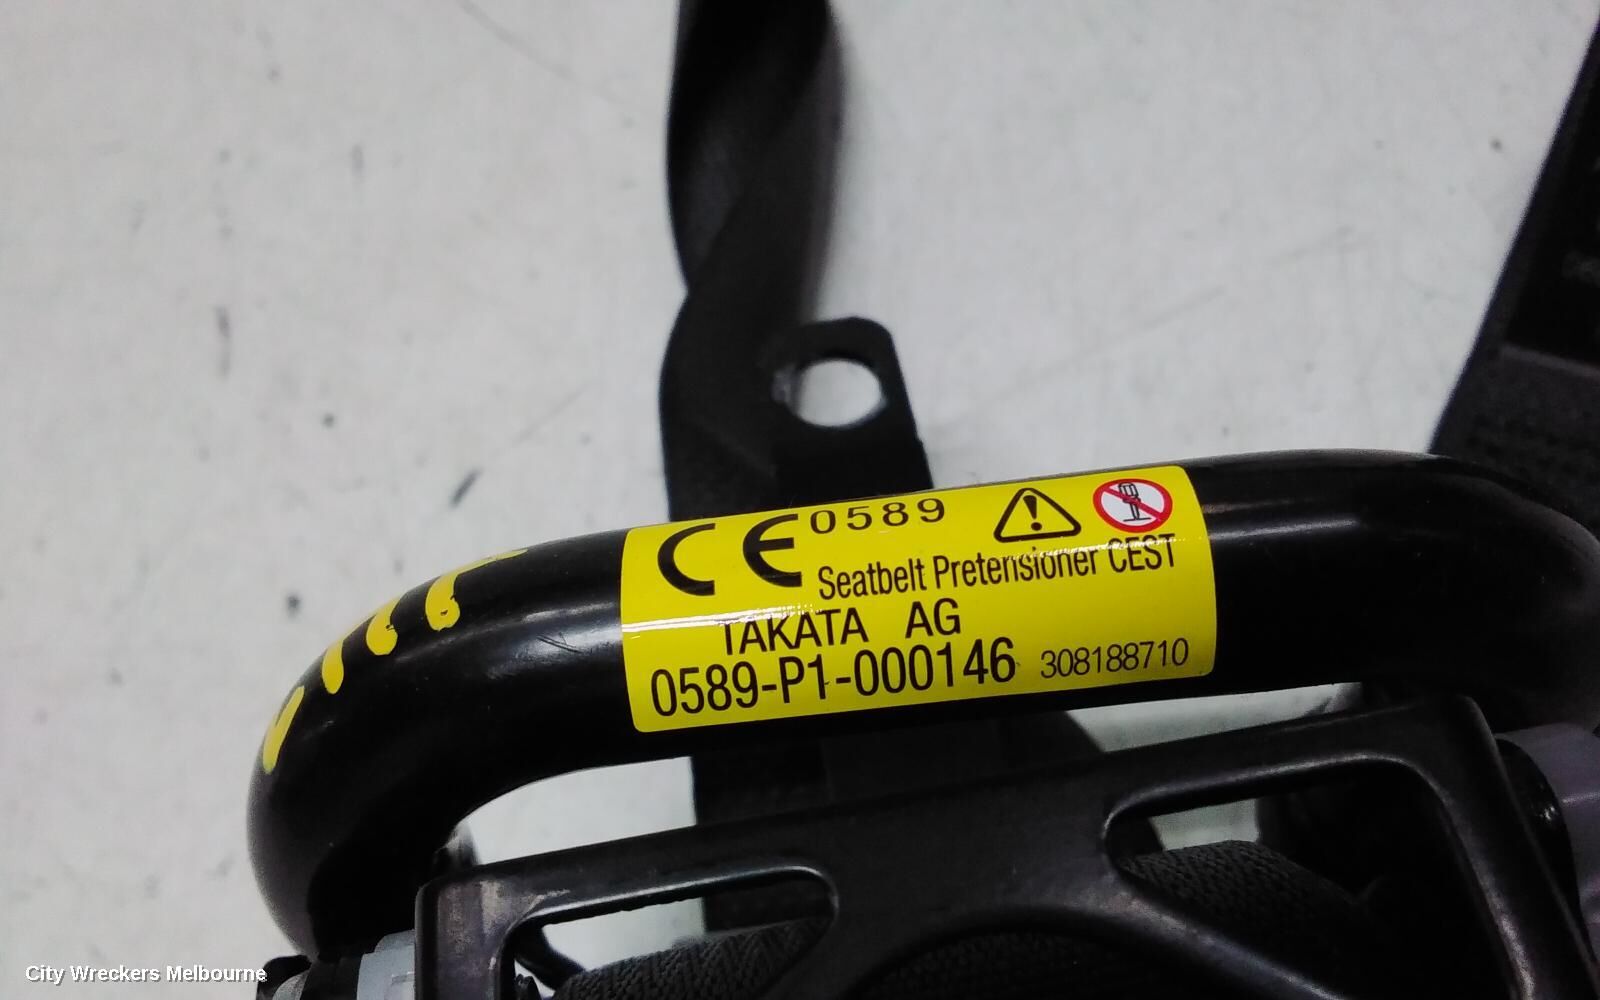 CE 0589
Seatbelt Pretensioner CEST
TAKATA AG
0589-P1-000146 308188710
City Wreckers Melbourne